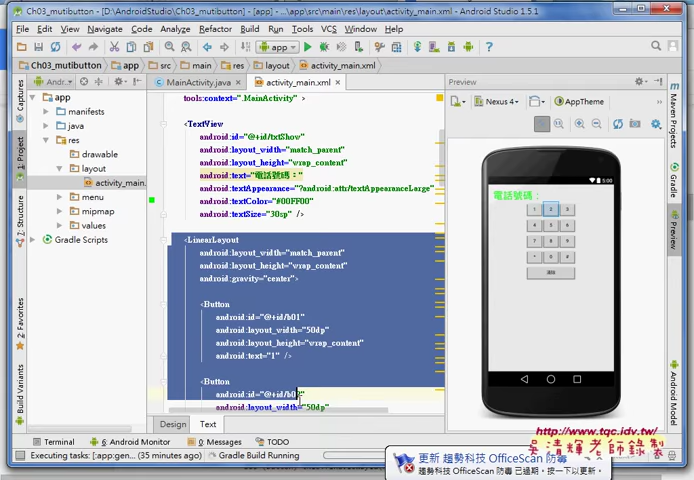 Ch03_mutibutton - [D:\AndroidStudio\Ch03_mutibutton] - [app] - ...\app\src\main\res\layout\activity_main.xml - Android Studio 1.5.1
File Edit View Navigate Code Analyze Refactor Build Run Tools VCS Window Help
app
Ch03_mutibutton app src main res layout activity_main.xml
Andr...
MainActivity.java activity_main.xml
Preview
Nexus 4 AppTheme
Captures
1: Project
7: Structure
2: Favorites
Build Variants
app
manifests
java
res
drawable
layout
activity_main.
menu
mipmap
values
Gradle Scripts
tools:context=".MainActivity" >
<TextView
android:id="@+id/txtShow"
android:layout_width="match_parent"
android:layout_height="wrap_content"
android:text="電話號碼："
android:textAppearance="?android:attr/textAppearanceLarge"
android:textColor="#00FF00"
android:textSize="30sp" />
<LinearLayout
android:layout_width="match_parent"
android:layout_height="wrap_content"
android:gravity="center">
<Button
android:id="@+id/b01"
android:layout_width="50dp"
android:layout_height="wrap_content"
android:text="1" />
<Button
android:id="@+id/b02"
android:layout_width="50dp"
Design Text
5:00
電話號碼：
1 2 3
4 5 6
7 8 9
* 0 #
Maven Projects
Gradle
Preview
Android Model
Terminal 6: Android Monitor 0: Messages TODO
Executing tasks: [:app:gen... (35 minutes ago) Gradle Build Running
http://www.tqc.idv.tw/
吳清輝老師錄製
更新 趨勢科技 OfficeScan 防毒
趨勢科技 OfficeScan 防毒 已過期。按一下以更新。